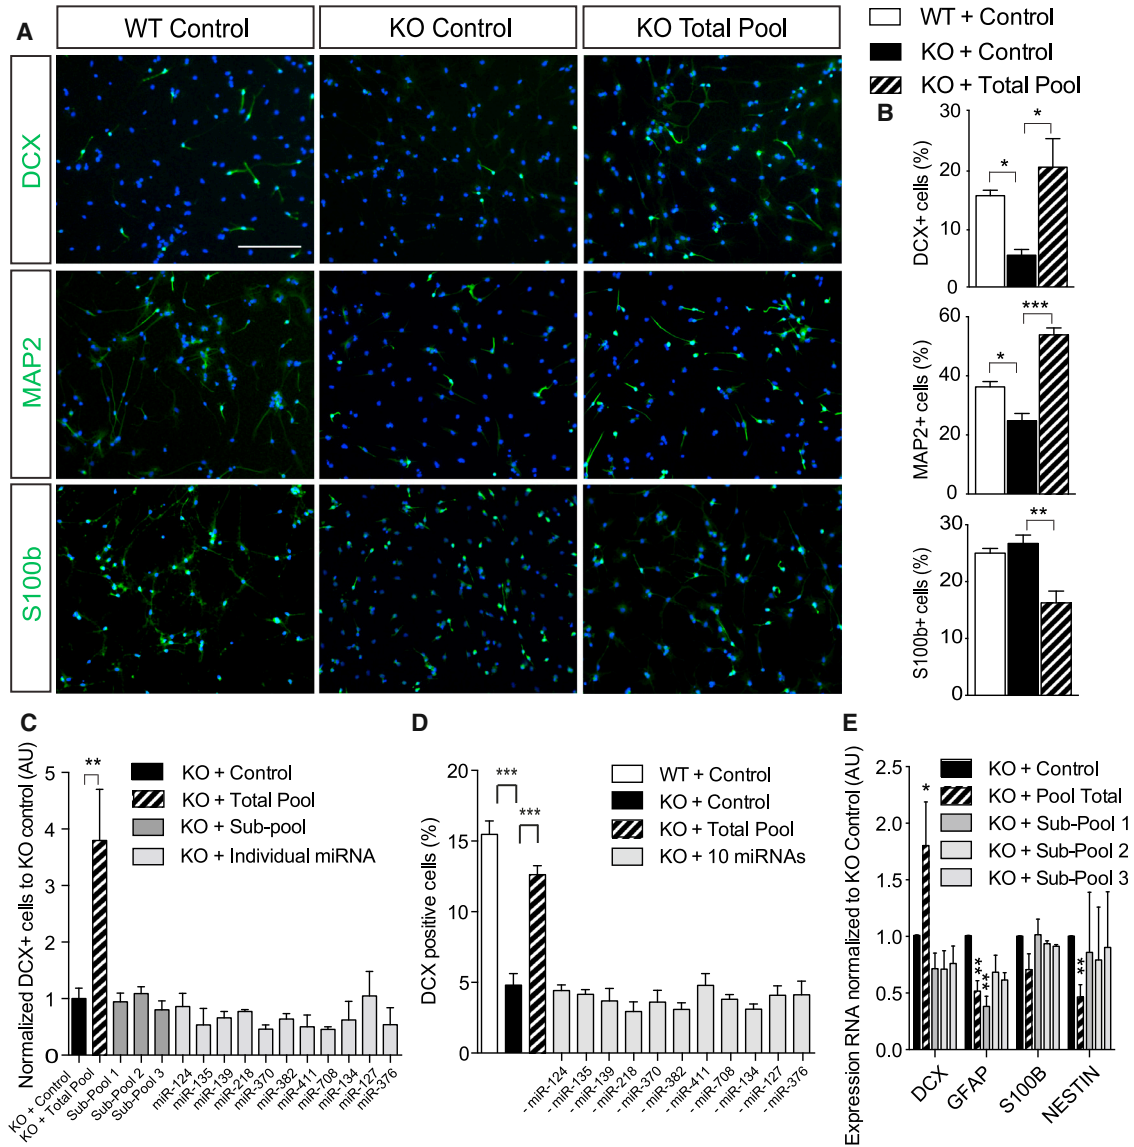 A
WT Control
KO Control
KO Total Pool
DCX
MAP2
S100b
WT + Control
KO + Control
KO + Total Pool
B
DCX+ cells (%)
30
20
10
0
*
*
MAP2+ cells (%)
60
40
20
0
*
***
S100b+ cells (%)
30
20
10
0
**
C
Normalized DCX+ cells to KO control (AU)
5
4
3
2
1
0
**
KO + Control
KO + Total Pool
KO + Sub-pool
KO + Individual miRNA
KO + Control
KO + Total Pool
Sub-Pool 1
Sub-Pool 2
Sub-Pool 3
miR-124
miR-135
miR-139
miR-218
miR-370
miR-382
miR-411
miR-708
miR-134
miR-127
miR-376
D
DCX positive cells (%)
20
15
10
5
0
***
***
WT + Control
KO + Control
KO + Total Pool
KO + 10 miRNAs
- miR-124
- miR-135
- miR-139
- miR-218
- miR-370
- miR-382
- miR-411
- miR-708
- miR-134
- miR-127
- miR-376
E
Expression RNA normalized to KO Control (AU)
2.5
2.0
1.5
1.0
0.5
0.0
KO + Control
KO + Pool Total
KO + Sub-Pool 1
KO + Sub-Pool 2
KO + Sub-Pool 3
*
**
**
**
DCX
GFAP
S100B
NESTIN